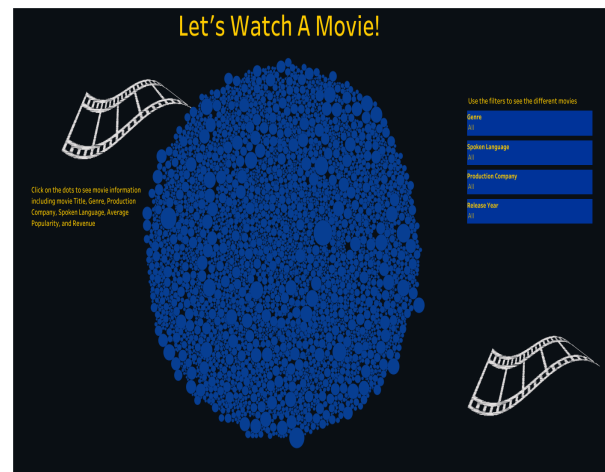 Let's Watch A Movie!
Use the filters to see the different movies
Genre
All
Spoken Language
All
Production Company
All
Release Year
All
Click on the dots to see movie information
including movie Title, Genre, Production
Company, Spoken Language, Average
Popularity, and Revenue